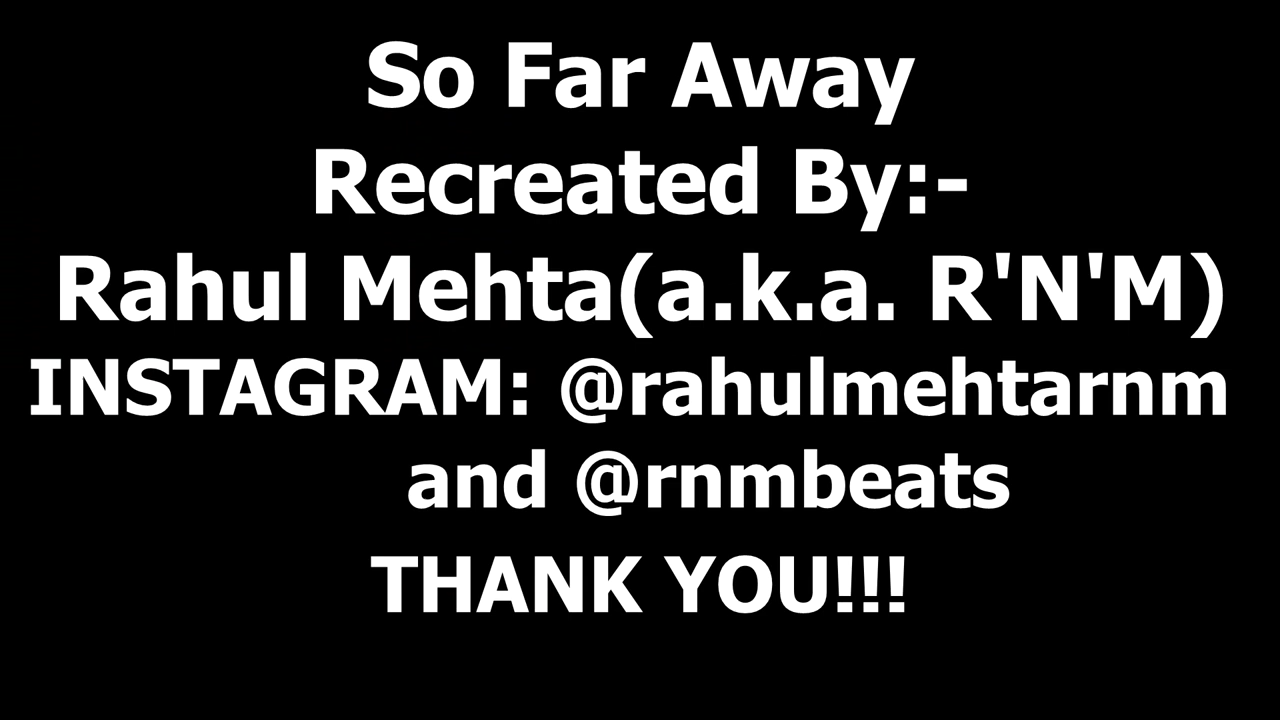 So Far Away
Recreated By:-
Rahul Mehta(a.k.a. R'N'M)
INSTAGRAM: @rahulmehtarnm
and @rnmbeats
THANK YOU!!!